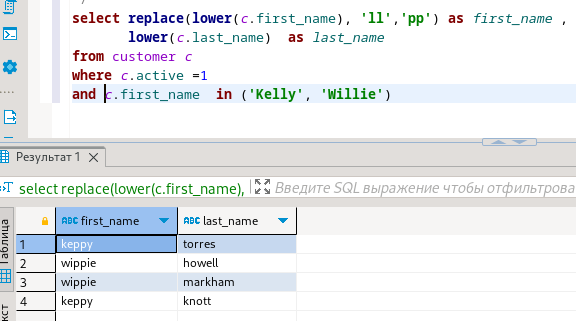 select replace(lower(c.first_name), 'll','pp') as first_name ,
lower(c.last_name) as last_name
from customer c
where c.active =1
and c.first_name in ('Kelly', 'Willie')
Результат 1
select replace(lower(c.first_name), Введите SQL выражение чтобы отфильтрова
Таблица
ABC first_name ABC last_name
1 keppy torres
2 wippie howell
3 wippie markham
4 keppy knott